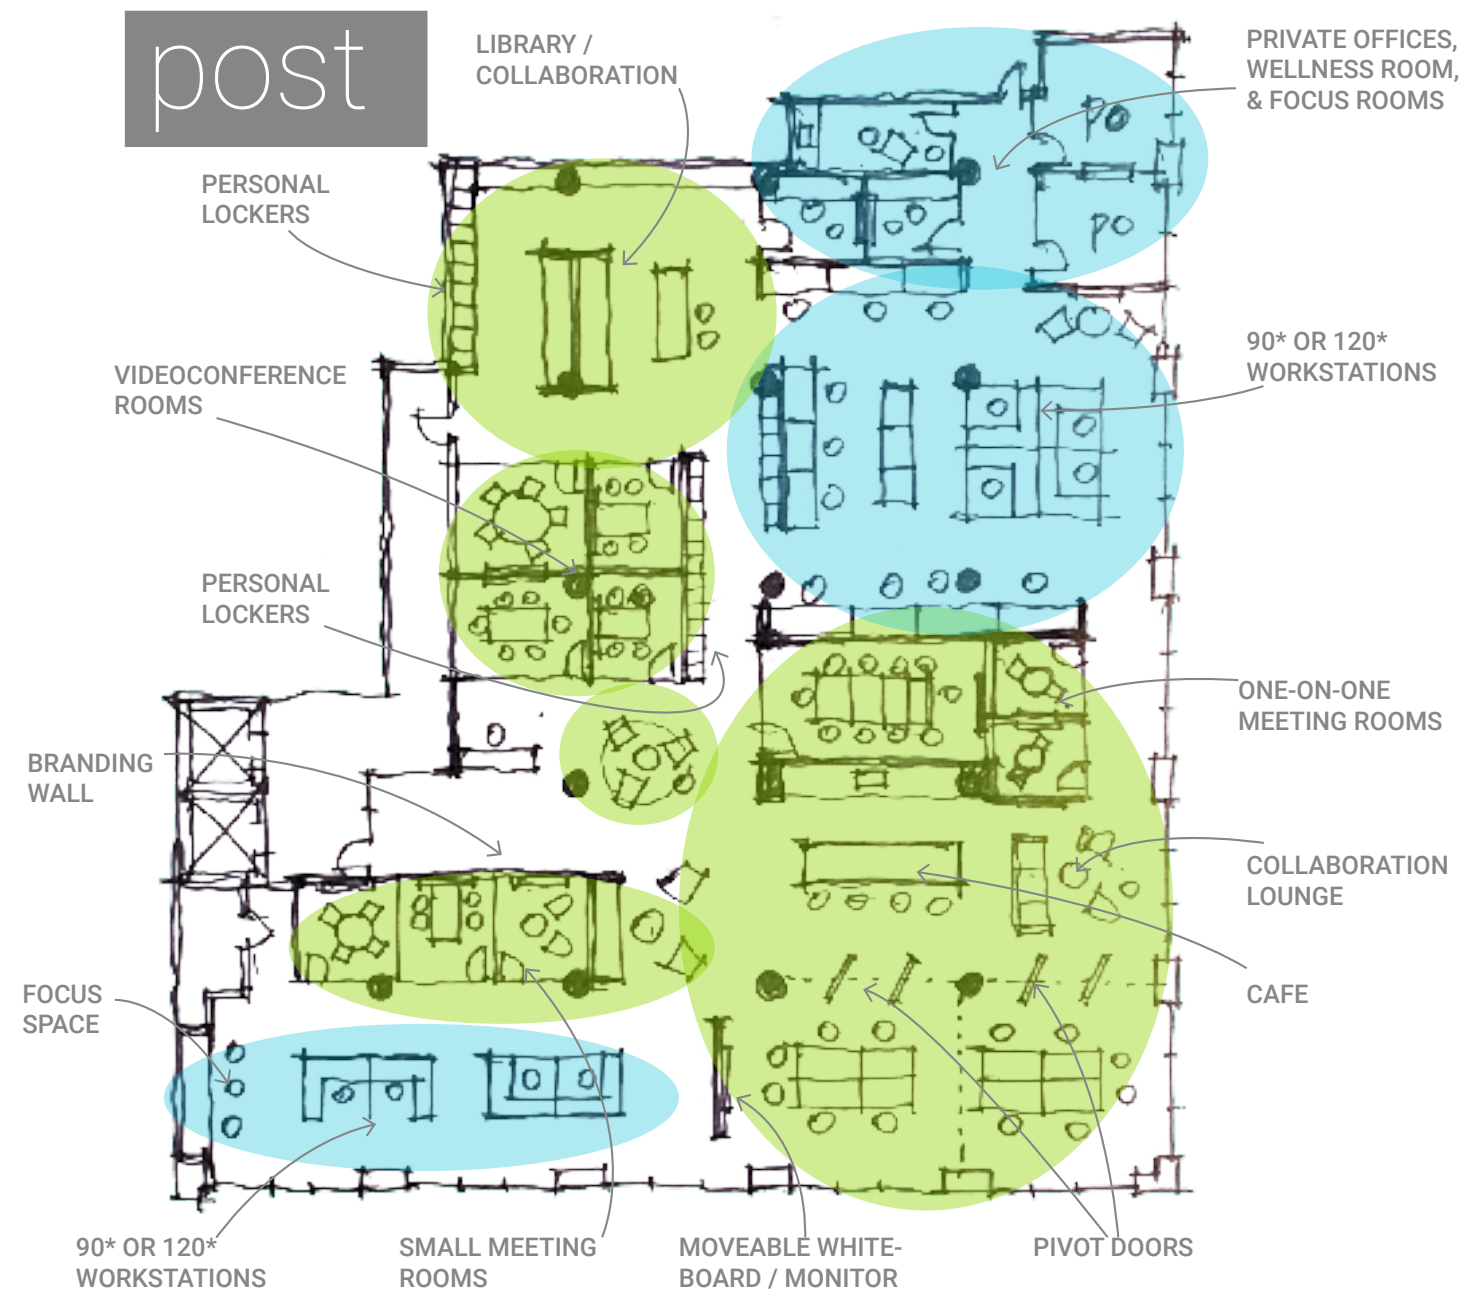 post
LIBRARY /
COLLABORATION
PRIVATE OFFICES,
WELLNESS ROOM,
& FOCUS ROOMS
PERSONAL
LOCKERS
PO
PO
90* OR 120*
WORKSTATIONS
VIDEOCONFERENCE
ROOMS
PERSONAL
LOCKERS
ONE-ON-ONE
MEETING ROOMS
BRANDING
WALL
COLLABORATION
LOUNGE
CAFE
FOCUS
SPACE
90* OR 120*
WORKSTATIONS
SMALL MEETING
ROOMS
MOVEABLE WHITE-
BOARD / MONITOR
PIVOT DOORS